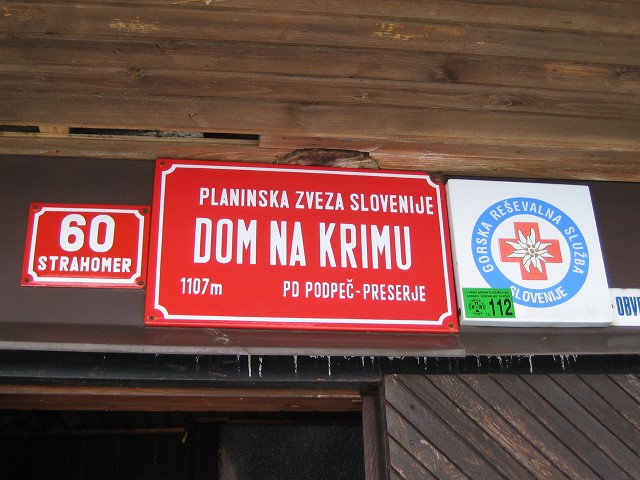 60
STRAHOMER
PLANINSKA ZVEZA SLOVENIJE
DOM NA KRIMU
1107m
PD PODPEČ-PRESERJE
GORSKA REŠEVALNA SLUŽBA
SLOVENIJE
112